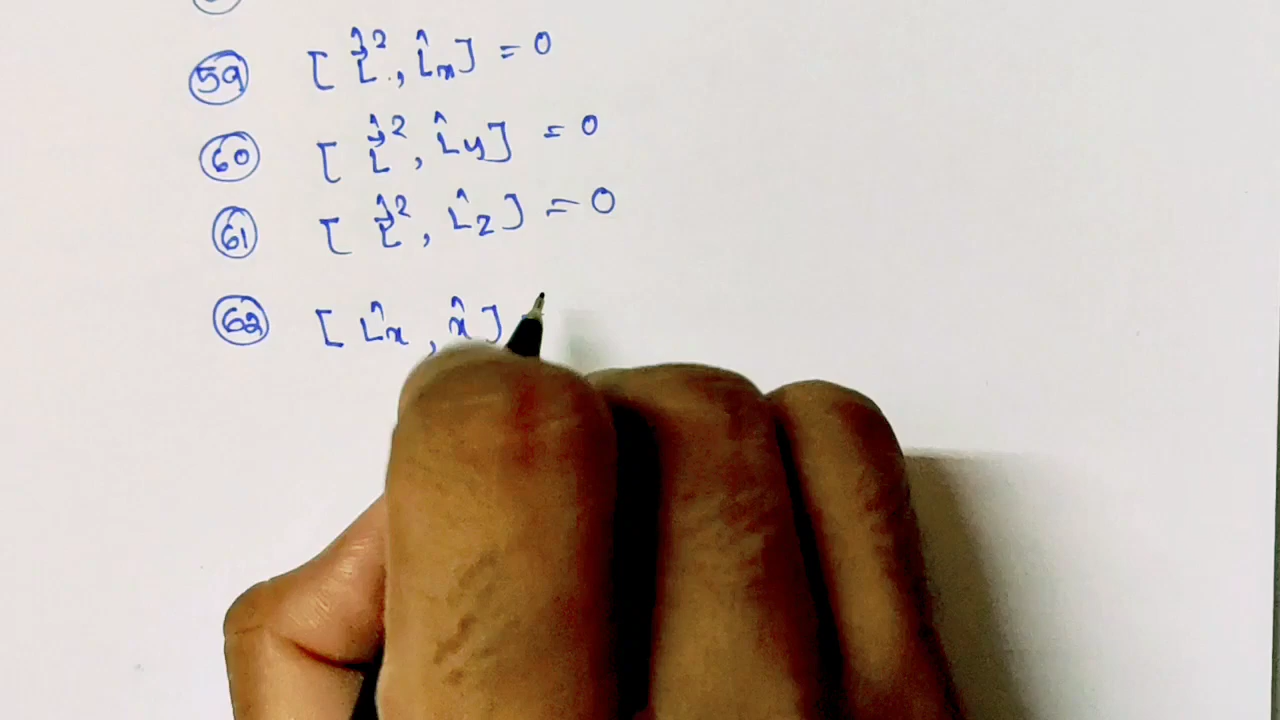 59 [ L̂², L̂x ] = 0
60 [ L̂², L̂y ] = 0
61 [ L̂², L̂z ] = 0
62 [ L̂x , x̂ ]